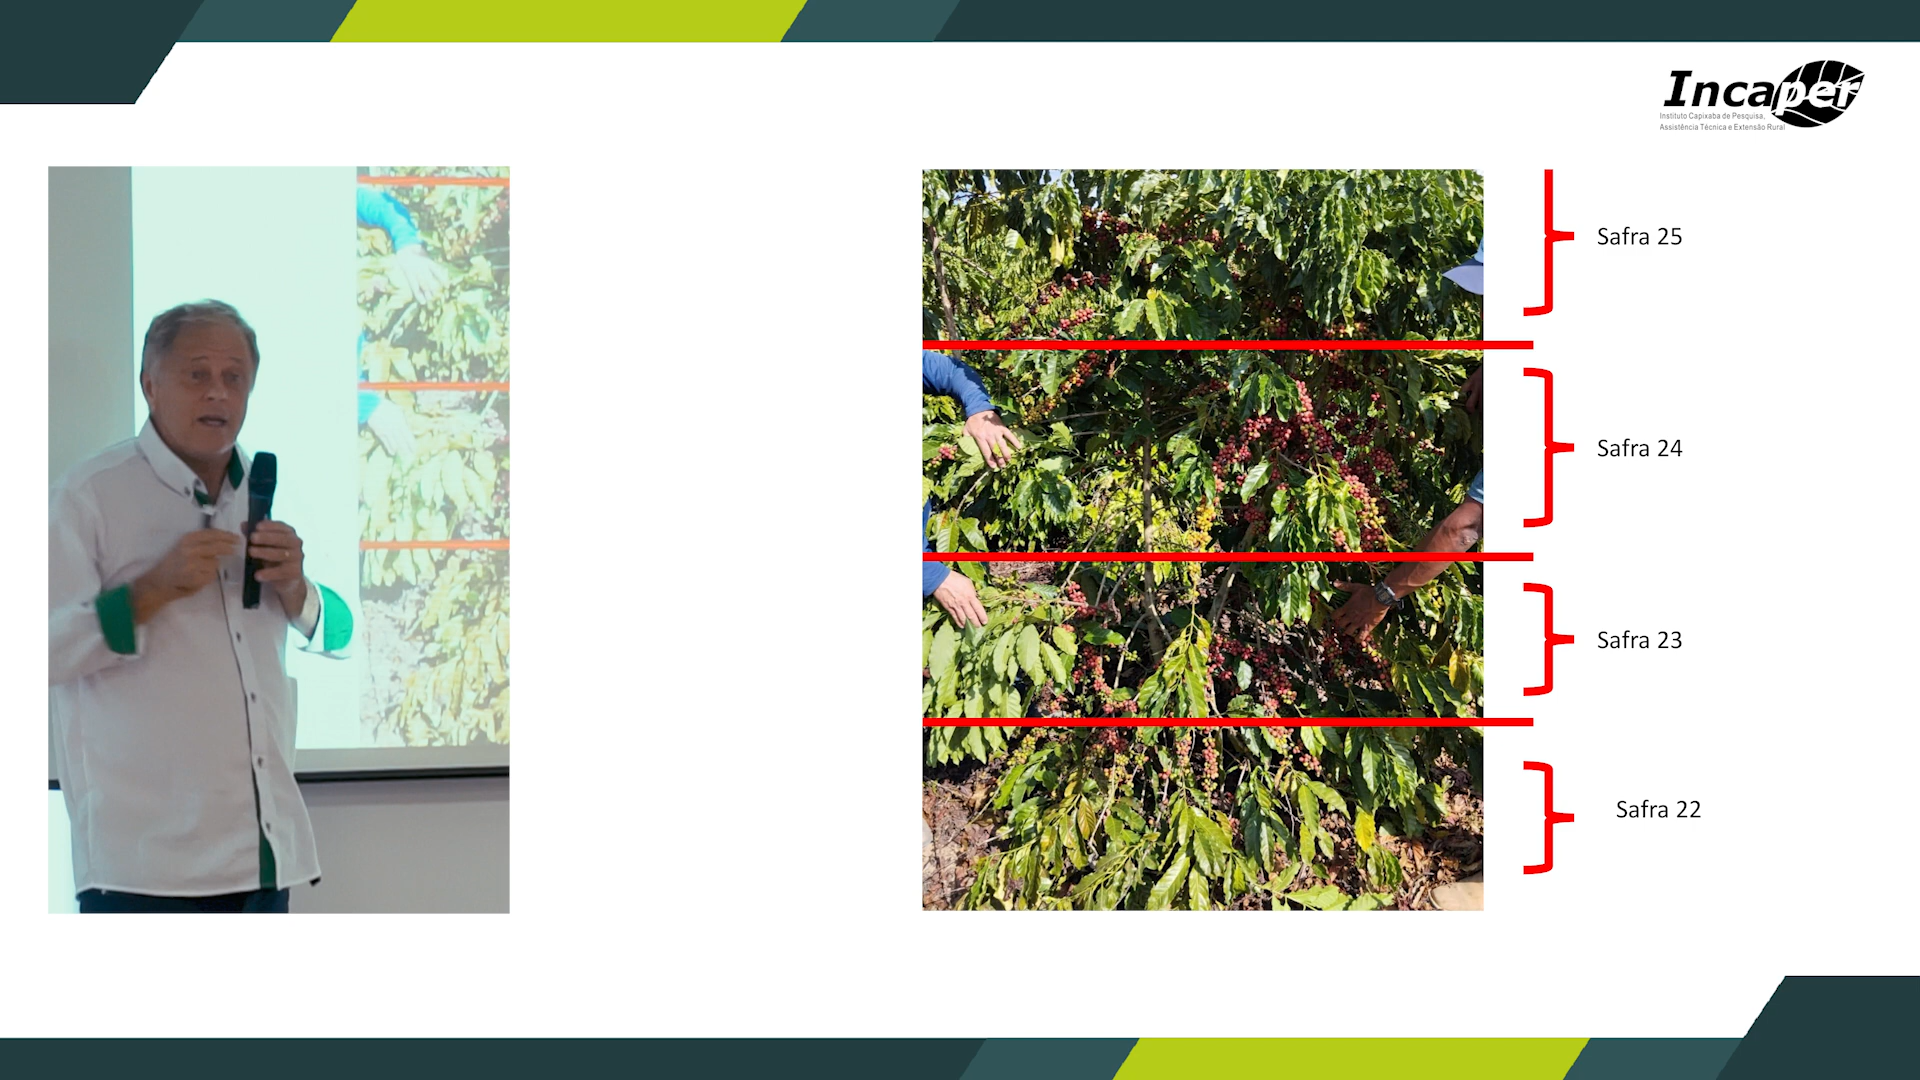 Incaper
Instituto Capixaba de Pesquisa,
Assistência Técnica e Extensão Rural
Safra 25
Safra 24
Safra 23
Safra 22